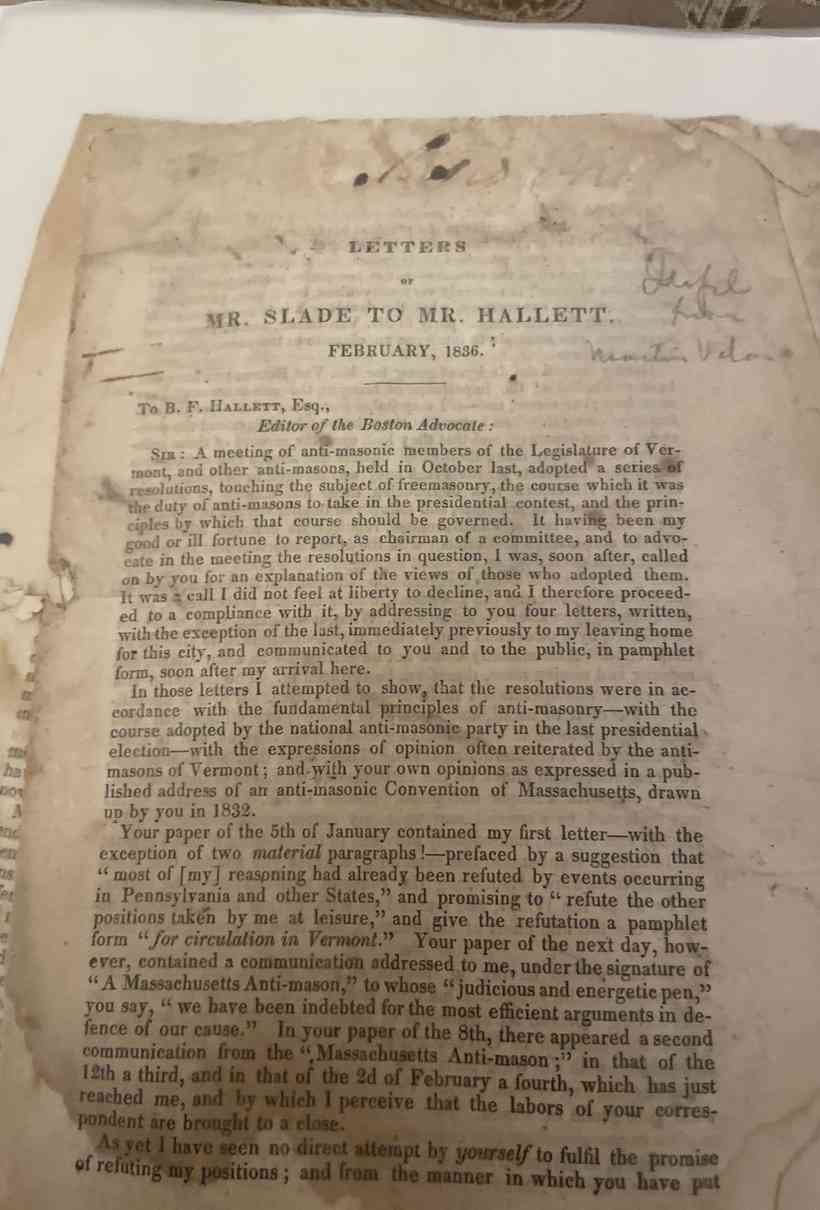 LETTERS
OF
MR. SLADE TO MR. HALLETT.
FEBRUARY, 1836.
To B. F. Hallett, Esq.,
Editor of the Boston Advocate:
Sir: A meeting of anti-masonic members of the Legislature of Ver-
mont, and other anti-masons, held in October last, adopted a series of
resolutions, touching the subject of freemasonry, the course which it was
the duty of anti-masons to take in the presidential contest, and the prin-
ciples by which that course should be governed. It having been my
good or ill fortune to report, as chairman of a committee, and to advo-
cate in the meeting the resolutions in question, I was, soon after, called
on by you for an explanation of the views of those who adopted them.
It was a call I did not feel at liberty to decline, and I therefore proceed-
ed to a compliance with it, by addressing to you four letters, written,
with the exception of the last, immediately previously to my leaving home
for this city, and communicated to you and to the public, in pamphlet
form, soon after my arrival here.
In those letters I attempted to show, that the resolutions were in ac-
cordance with the fundamental principles of anti-masonry—with the
course adopted by the national anti-masonic party in the last presidential
election—with the expressions of opinion often reiterated by the anti-
masons of Vermont; and with your own opinions as expressed in a pub-
lished address of an anti-masonic Convention of Massachusetts, drawn
up by you in 1832.
Your paper of the 5th of January contained my first letter—with the
exception of two material paragraphs!—prefaced by a suggestion that
"most of [my] reasoning had already been refuted by events occurring
in Pennsylvania and other States," and promising to "refute the other
positions taken by me at leisure," and give the refutation a pamphlet
form "for circulation in Vermont." Your paper of the next day, how-
ever, contained a communication addressed to me, under the signature of
"A Massachusetts Anti-mason," to whose "judicious and energetic pen,"
you say, "we have been indebted for the most efficient arguments in de-
fence of our cause." In your paper of the 8th, there appeared a second
communication from the "Massachusetts Anti-mason;" in that of the
12th a third, and in that of the 2d of February a fourth, which has just
reached me, and by which I perceive that the labors of your corres-
pondent are brought to a close.
As yet I have seen no direct attempt by yourself to fulfil the promise
of refuting my positions; and from the manner in which you have put